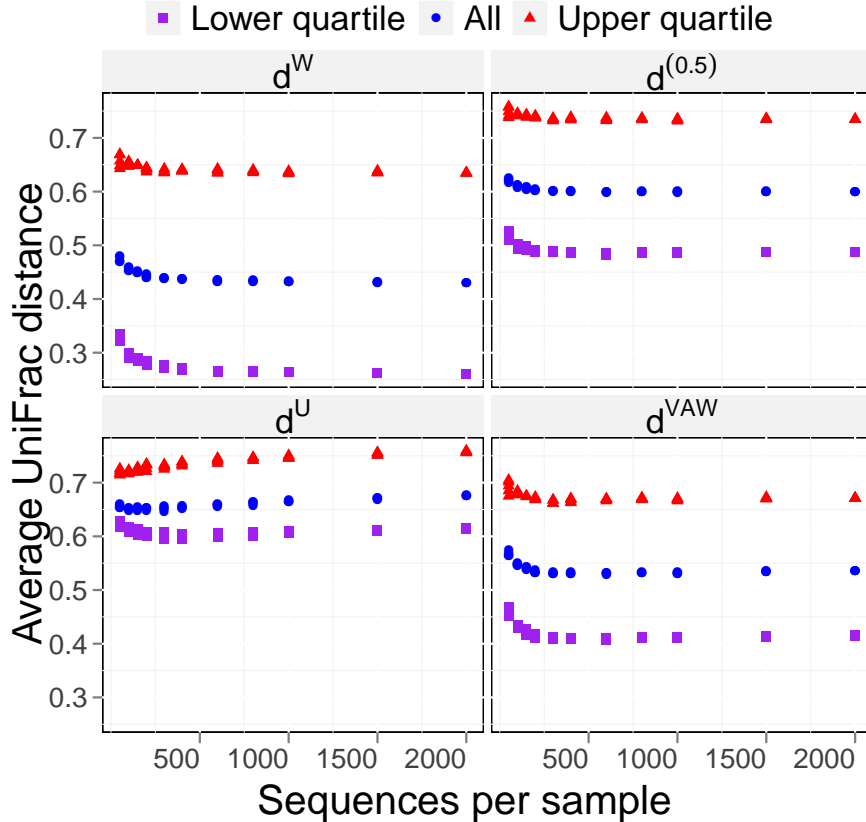 Lower quartile All Upper quartile
d^W d^(0.5)
0.7
0.6
0.5
0.4
0.3
d^U d^VAW
0.7
0.6
0.5
0.4
0.3
Average UniFrac distance
500 1000 1500 2000 500 1000 1500 2000
Sequences per sample